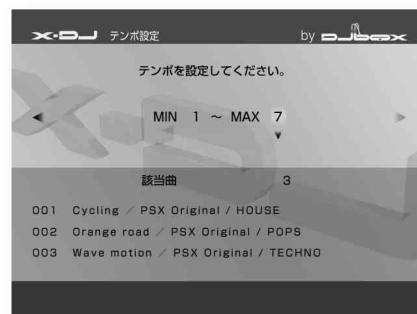 X-DJ テンポ設定 by DJbox
テンポを設定してください。
MIN 1 ~ MAX 7
該当曲 3
001 Cycling / PSX Original / HOUSE
002 Orange road / PSX Original / POPS
003 Wave motion / PSX Original / TECHNO